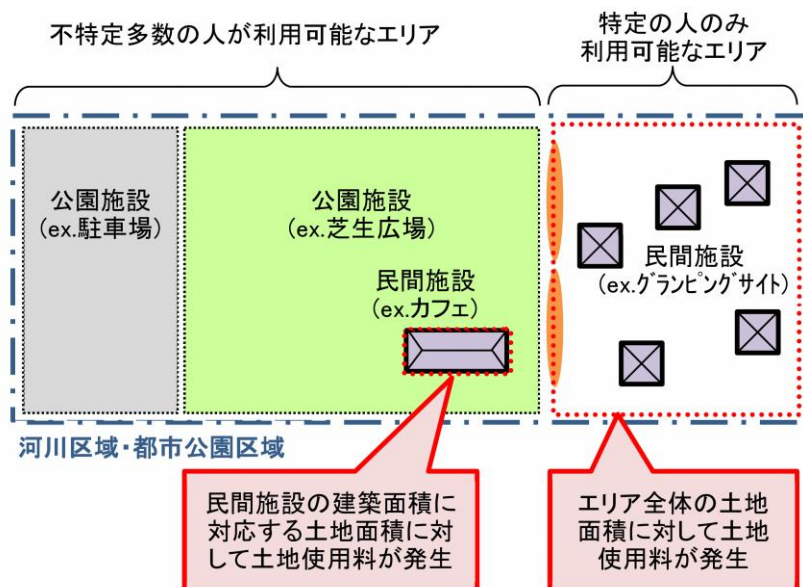 不特定多数の人が利用可能なエリア
特定の人のみ
利用可能なエリア
公園施設
(ex.駐車場)
公園施設
(ex.芝生広場)
民間施設
(ex.カフェ)
民間施設
(ex.グランピングサイト)
河川区域・都市公園区域
民間施設の建築面積に
対応する土地面積に対
して土地使用料が発生
エリア全体の土地
面積に対して土地
使用料が発生